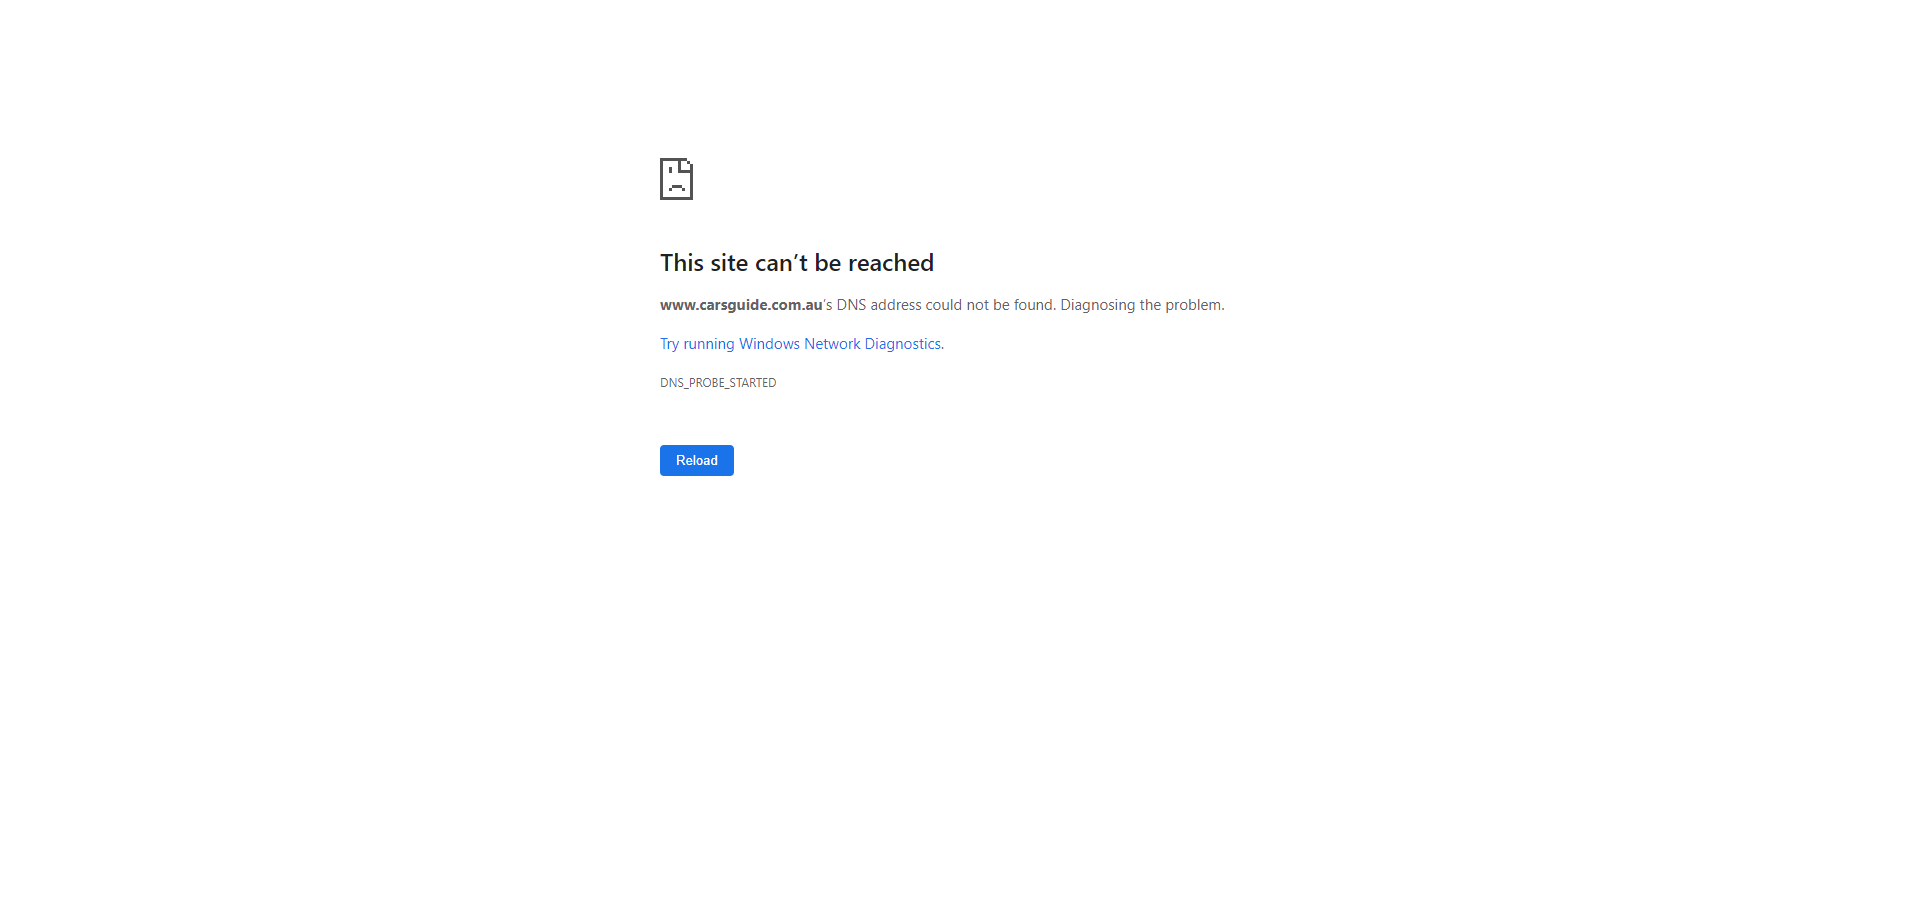 This site can’t be reached
www.carsguide.com.au's DNS address could not be found. Diagnosing the problem.
Try running Windows Network Diagnostics.
DNS_PROBE_STARTED
Reload